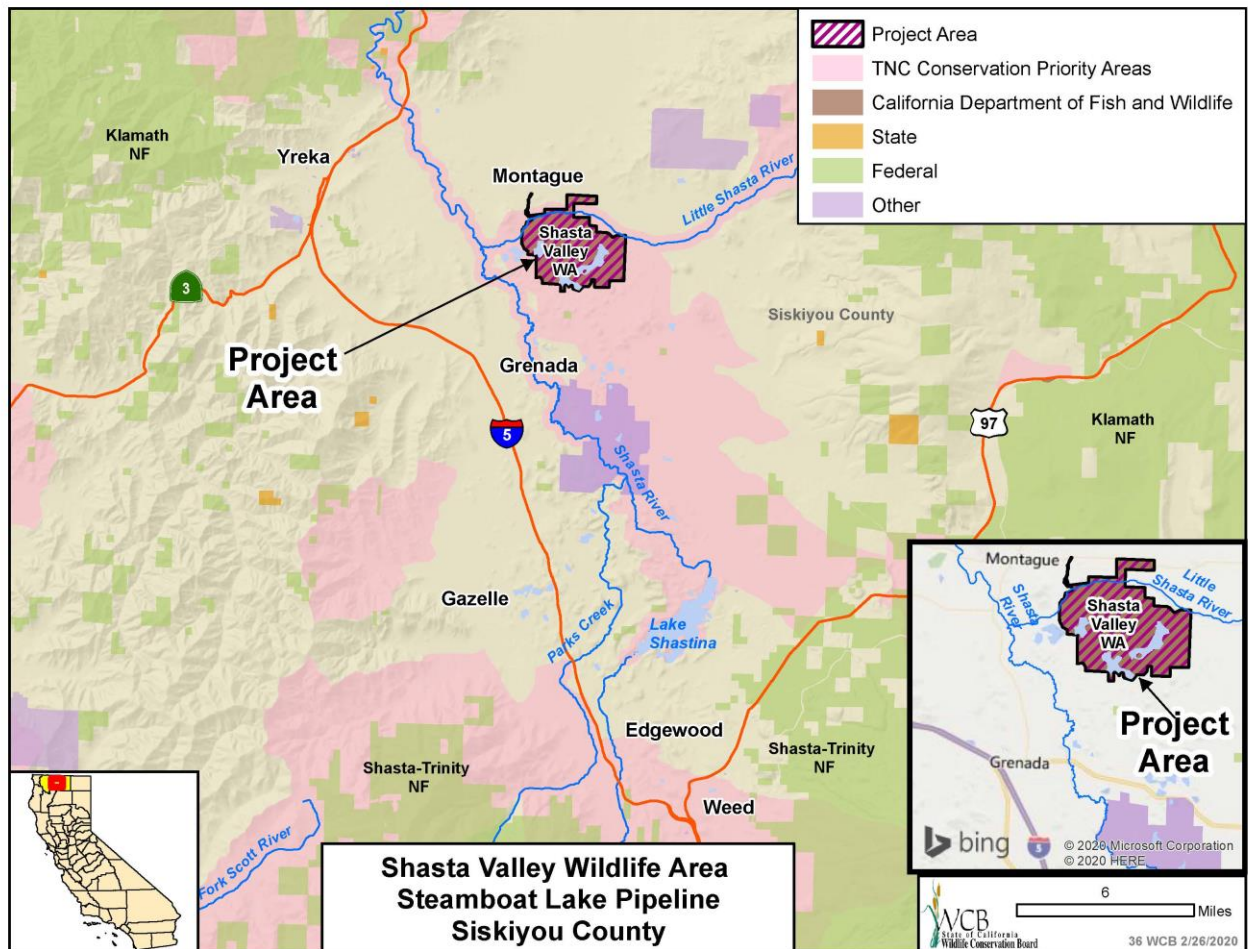 Project Area
TNC Conservation Priority Areas
California Department of Fish and Wildlife
State
Federal
Other
Klamath
NF
Yreka
Montague
Little Shasta River
Shasta
Valley
WA
3
Siskiyou County
Project
Area
Grenada
5
97
Klamath
NF
Shasta River
Gazelle
Parks Creek
Lake
Shastina
Edgewood
Shasta-Trinity
NF
Shasta-Trinity
NF
Weed
Fork Scott River
Montague
Shasta
River
Little
Shasta River
Shasta
Valley
WA
Project
Area
Grenada
5
bing
© 2020 Microsoft Corporation
© 2020 HERE
Shasta Valley Wildlife Area
Steamboat Lake Pipeline
Siskiyou County
WCB
State of California
Wildlife Conservation Board
6
Miles
36 WCB 2/26/2020